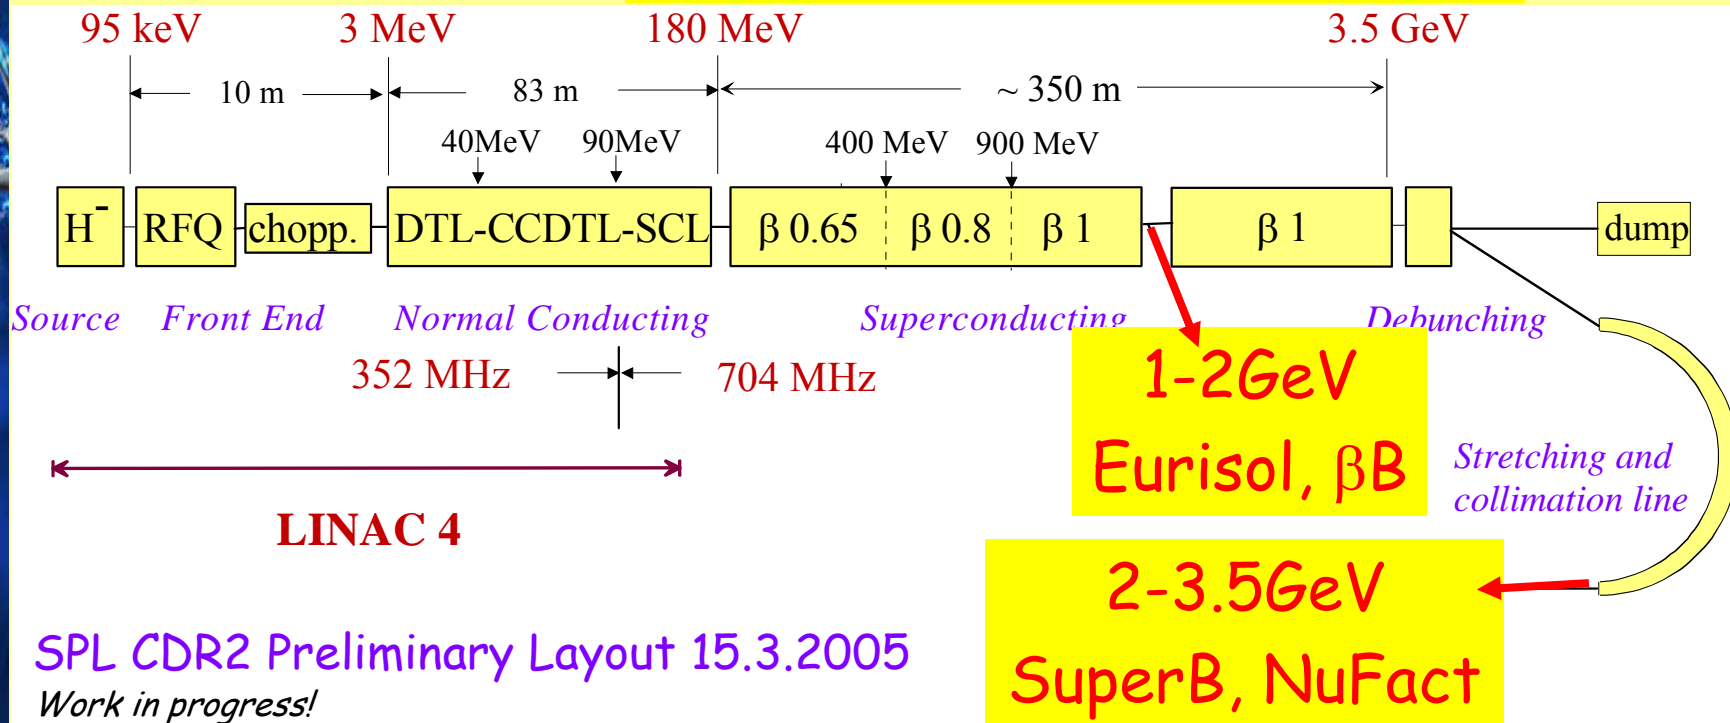 95 keV 3 MeV 180 MeV 3.5 GeV
10 m 83 m ~ 350 m
40MeV 90MeV 400 MeV 900 MeV
H⁻ RFQ chopp. DTL-CCDTL-SCL β 0.65 β 0.8 β 1 β 1 dump
Source Front End Normal Conducting Superconducting Debunching
352 MHz 704 MHz
1-2GeV
Eurisol, βB
Stretching and
collimation line
LINAC 4
2-3.5GeV
SuperB, NuFact
SPL CDR2 Preliminary Layout 15.3.2005
Work in progress!